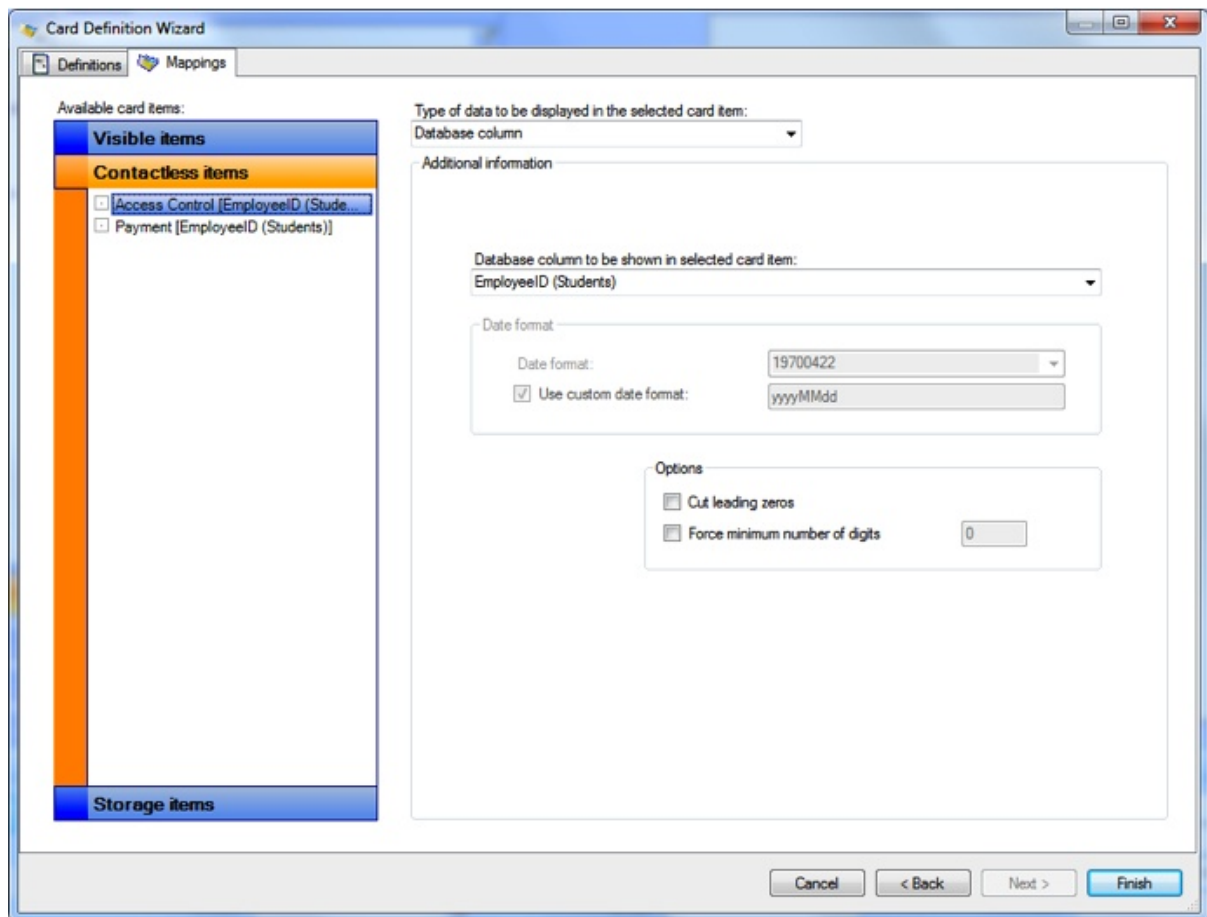 Card Definition Wizard
Definitions
Mappings
Available card items:
Visible items
Contactless items
Access Control [EmployeeID (Stude...
Payment [EmployeeID (Students)]
Storage items
Type of data to be displayed in the selected card item:
Database column
Additional information
Database column to be shown in selected card item:
EmployeeID (Students)
Date format
Date format:
19700422
Use custom date format:
yyyyMMdd
Options
Cut leading zeros
Force minimum number of digits
0
Cancel
< Back
Next >
Finish